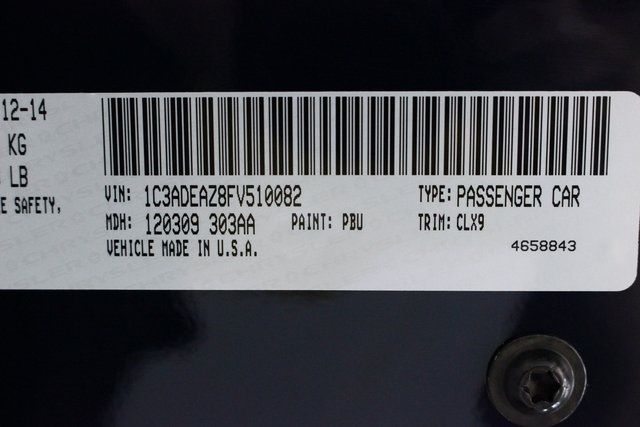 12-14
KG
LB
E SAFETY,
VIN: 1C3ADEAZ8FV510082 TYPE: PASSENGER CAR
MDH: 120309 303AA PAINT: PBU TRIM: CLX9
VEHICLE MADE IN U.S.A. 4658843